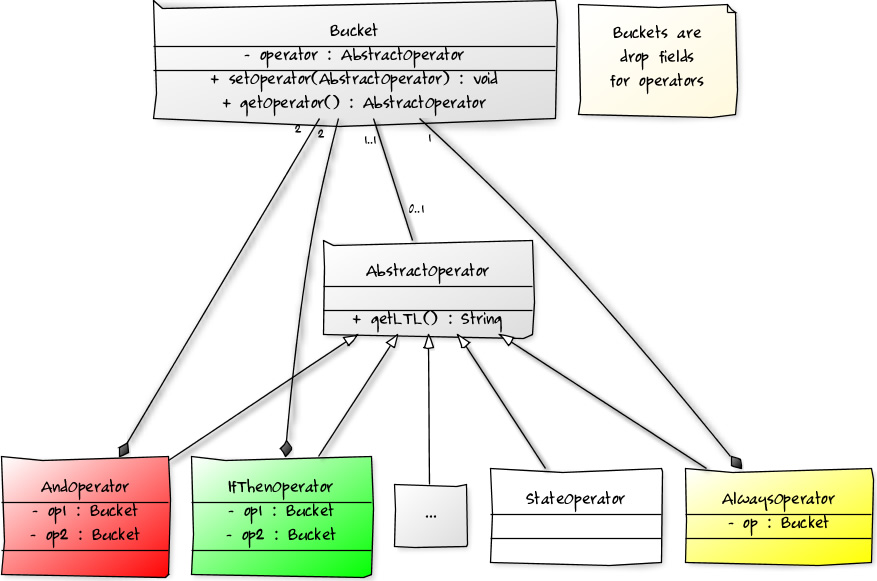 Bucket
- operator : AbstractOperator
+ setOperator(AbstractOperator) : void
+ getOperator() : AbstractOperator
Buckets are
drop fields
for operators
2
2
1..1
1
0..1
AbstractOperator
+ getLTL() : String
AndOperator
- op1 : Bucket
- op2 : Bucket
IfThenOperator
- op1 : Bucket
- op2 : Bucket
...
StateOperator
AlwaysOperator
- op : Bucket